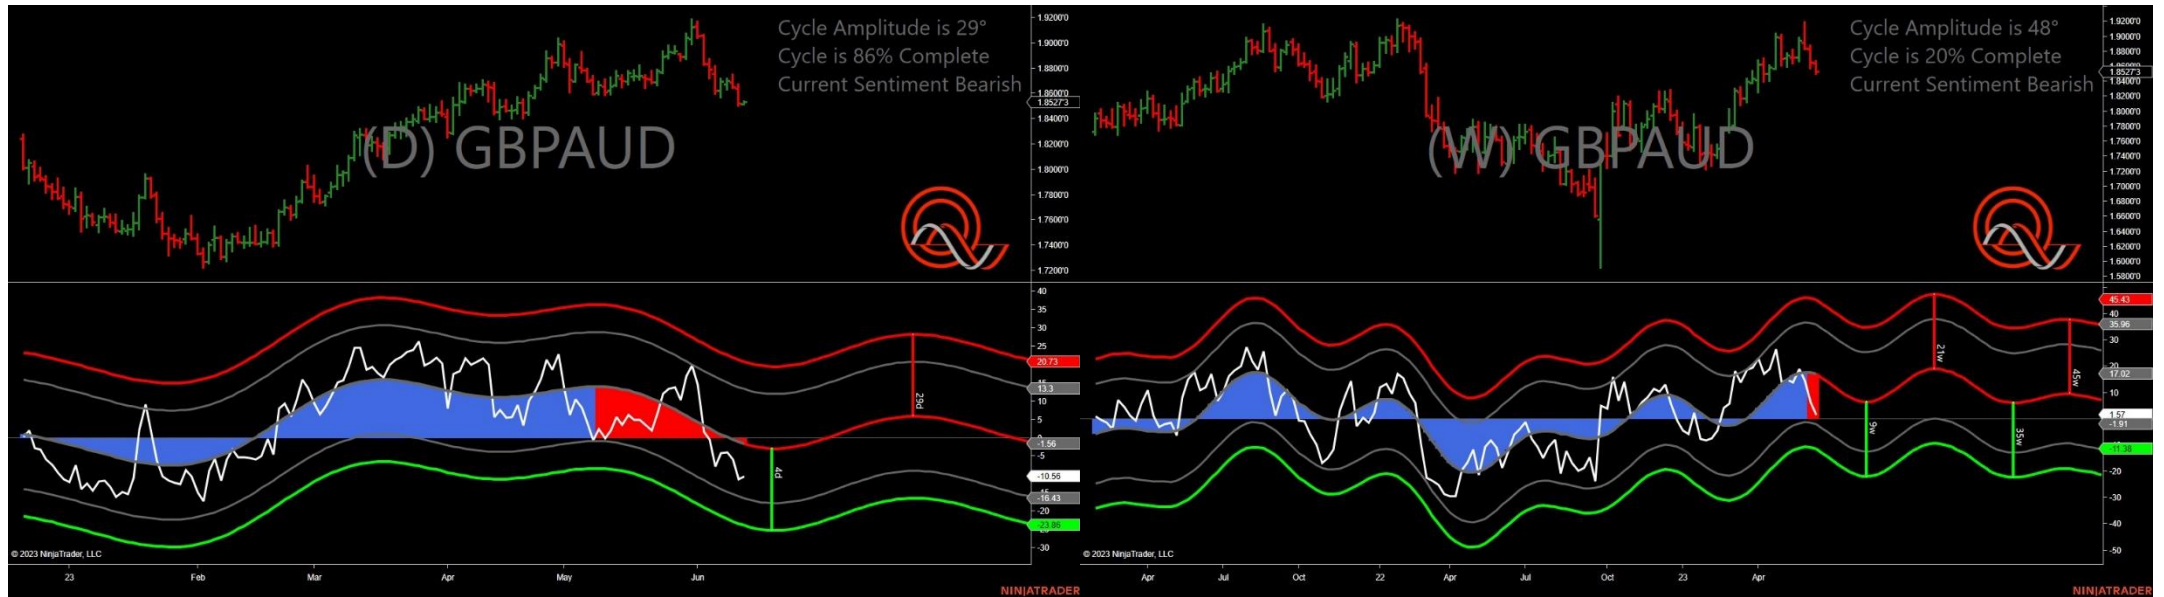 Cycle Amplitude is 29°
Cycle is 86% Complete
Current Sentiment Bearish
(D) GBPAUD
1.9200'0
1.9000'0
1.8800'0
1.8600'0
1.8527'3
1.8400'0
1.8200'0
1.8000'0
1.7800'0
1.7600'0
1.7400'0
1.7200'0
40
35
30
25
20.73
13.3
10
5
-1.56
-5
-10.56
-16.43
-20
-23.86
-30
29d
4d
© 2023 NinjaTrader, LLC
23
Feb
Mar
Apr
May
Jun
NINJATRADER
Cycle Amplitude is 48°
Cycle is 20% Complete
Current Sentiment Bearish
(W) GBPAUD
1.9200'0
1.9000'0
1.8800'0
1.8527'3
1.8400'0
1.8200'0
1.8000'0
1.7800'0
1.7600'0
1.7400'0
1.7200'0
1.7000'0
1.6800'0
1.6600'0
1.6400'0
1.6200'0
1.6000'0
1.5800'0
45.43
40
35.96
30
20
17.02
10
1.57
-1.91
-11.38
-20
-30
-40
-50
9w
21w
35w
45w
© 2023 NinjaTrader, LLC
Apr
Jul
Oct
22
Apr
Jul
Oct
23
Apr
NINJATRADER